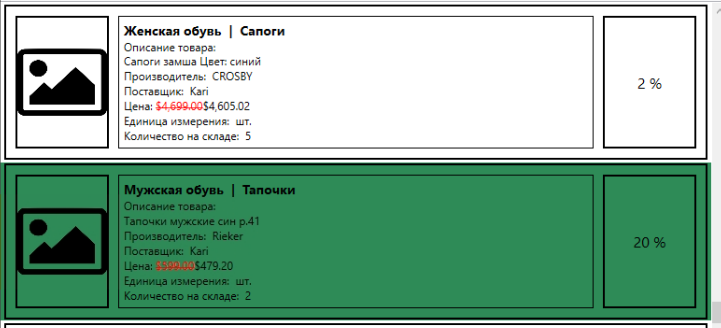 Женская обувь | Сапоги
Описание товара:
Сапоги замша Цвет: синий
Производитель: CROSBY
Поставщик: Kari
Цена: $4,699.00$4,605.02
Единица измерения: шт.
Количество на складе: 5
2 %
Мужская обувь | Тапочки
Описание товара:
Тапочки мужские син р.41
Производитель: Rieker
Поставщик: Kari
Цена: $599.00$479.20
Единица измерения: шт.
Количество на складе: 2
20 %